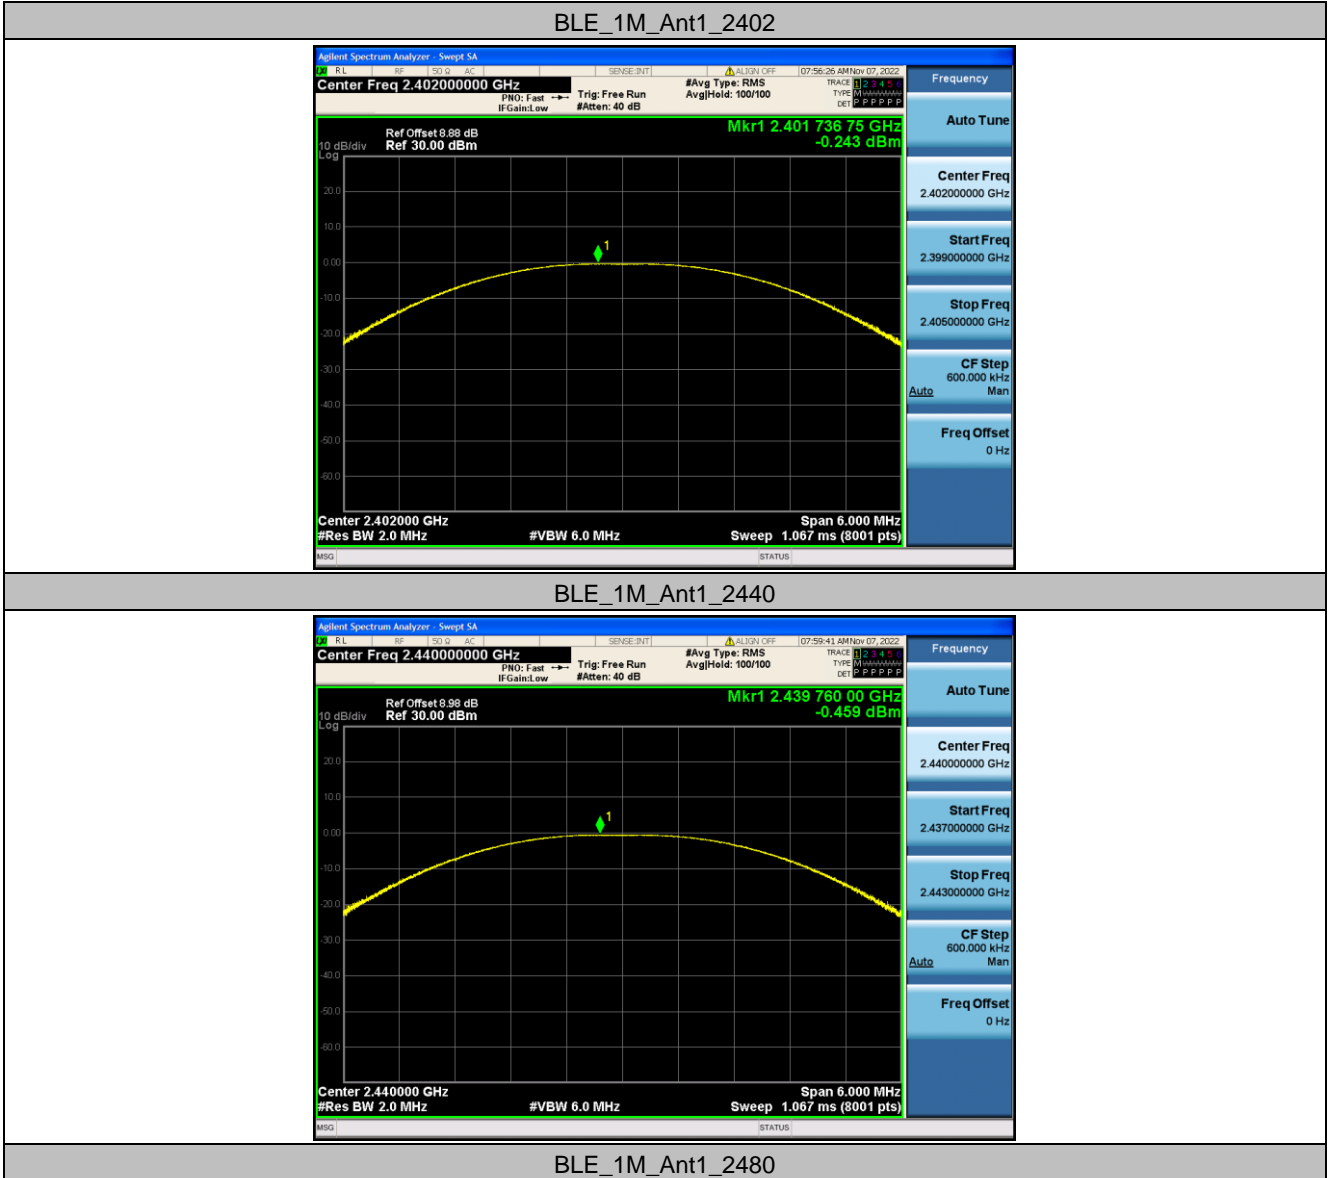 BLE_1M_Ant1_2402
Agilent Spectrum Analyzer - Swept SA
RL RF 50 Ω AC SENSE:INT ALIGN OFF 07:56:26 AM Nov 07, 2022
Center Freq 2.402000000 GHz
#Avg Type: RMS
TRACE 1 2 3 4 5 6
PNO: Fast
Trig: Free Run
Avg|Hold: 100/100
TYPE M
IFGain:Low
#Atten: 40 dB
DET P P P P P P
Frequency
Auto Tune
Mkr1 2.401 736 75 GHz
-0.243 dBm
Ref Offset 8.88 dB
10 dB/div Ref 30.00 dBm
Log
20.0
10.0
0.00
-10.0
-20.0
-30.0
-40.0
-50.0
-60.0
1
Center Freq
2.402000000 GHz
Start Freq
2.399000000 GHz
Stop Freq
2.405000000 GHz
CF Step
600.000 kHz
Auto Man
Freq Offset
0 Hz
Center 2.402000 GHz Span 6.000 MHz
#Res BW 2.0 MHz #VBW 6.0 MHz Sweep 1.067 ms (8001 pts)
MSG STATUS
BLE_1M_Ant1_2440
Agilent Spectrum Analyzer - Swept SA
RL RF 50 Ω AC SENSE:INT ALIGN OFF 07:59:41 AM Nov 07, 2022
Center Freq 2.440000000 GHz
#Avg Type: RMS
TRACE 1 2 3 4 5 6
PNO: Fast
Trig: Free Run
Avg|Hold: 100/100
TYPE M
IFGain:Low
#Atten: 40 dB
DET P P P P P P
Frequency
Auto Tune
Mkr1 2.439 760 00 GHz
-0.459 dBm
Ref Offset 8.98 dB
10 dB/div Ref 30.00 dBm
Log
20.0
10.0
0.00
-10.0
-20.0
-30.0
-40.0
-50.0
-60.0
1
Center Freq
2.440000000 GHz
Start Freq
2.437000000 GHz
Stop Freq
2.443000000 GHz
CF Step
600.000 kHz
Auto Man
Freq Offset
0 Hz
Center 2.440000 GHz Span 6.000 MHz
#Res BW 2.0 MHz #VBW 6.0 MHz Sweep 1.067 ms (8001 pts)
MSG STATUS
BLE_1M_Ant1_2480